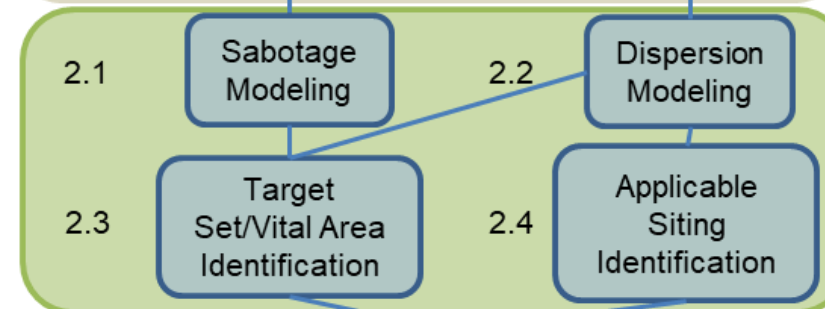 2.1
Sabotage
Modeling
2.2
Dispersion
Modeling
2.3
Target
Set/Vital Area
Identification
2.4
Applicable
Siting
Identification